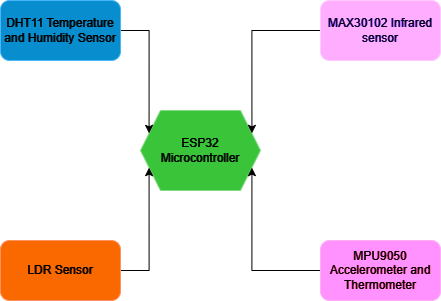 DHT11 Temperature
and Humidity Sensor
MAX30102 Infrared
sensor
ESP32
Microcontroller
LDR Sensor
MPU9050
Accelerometer and
Thermometer